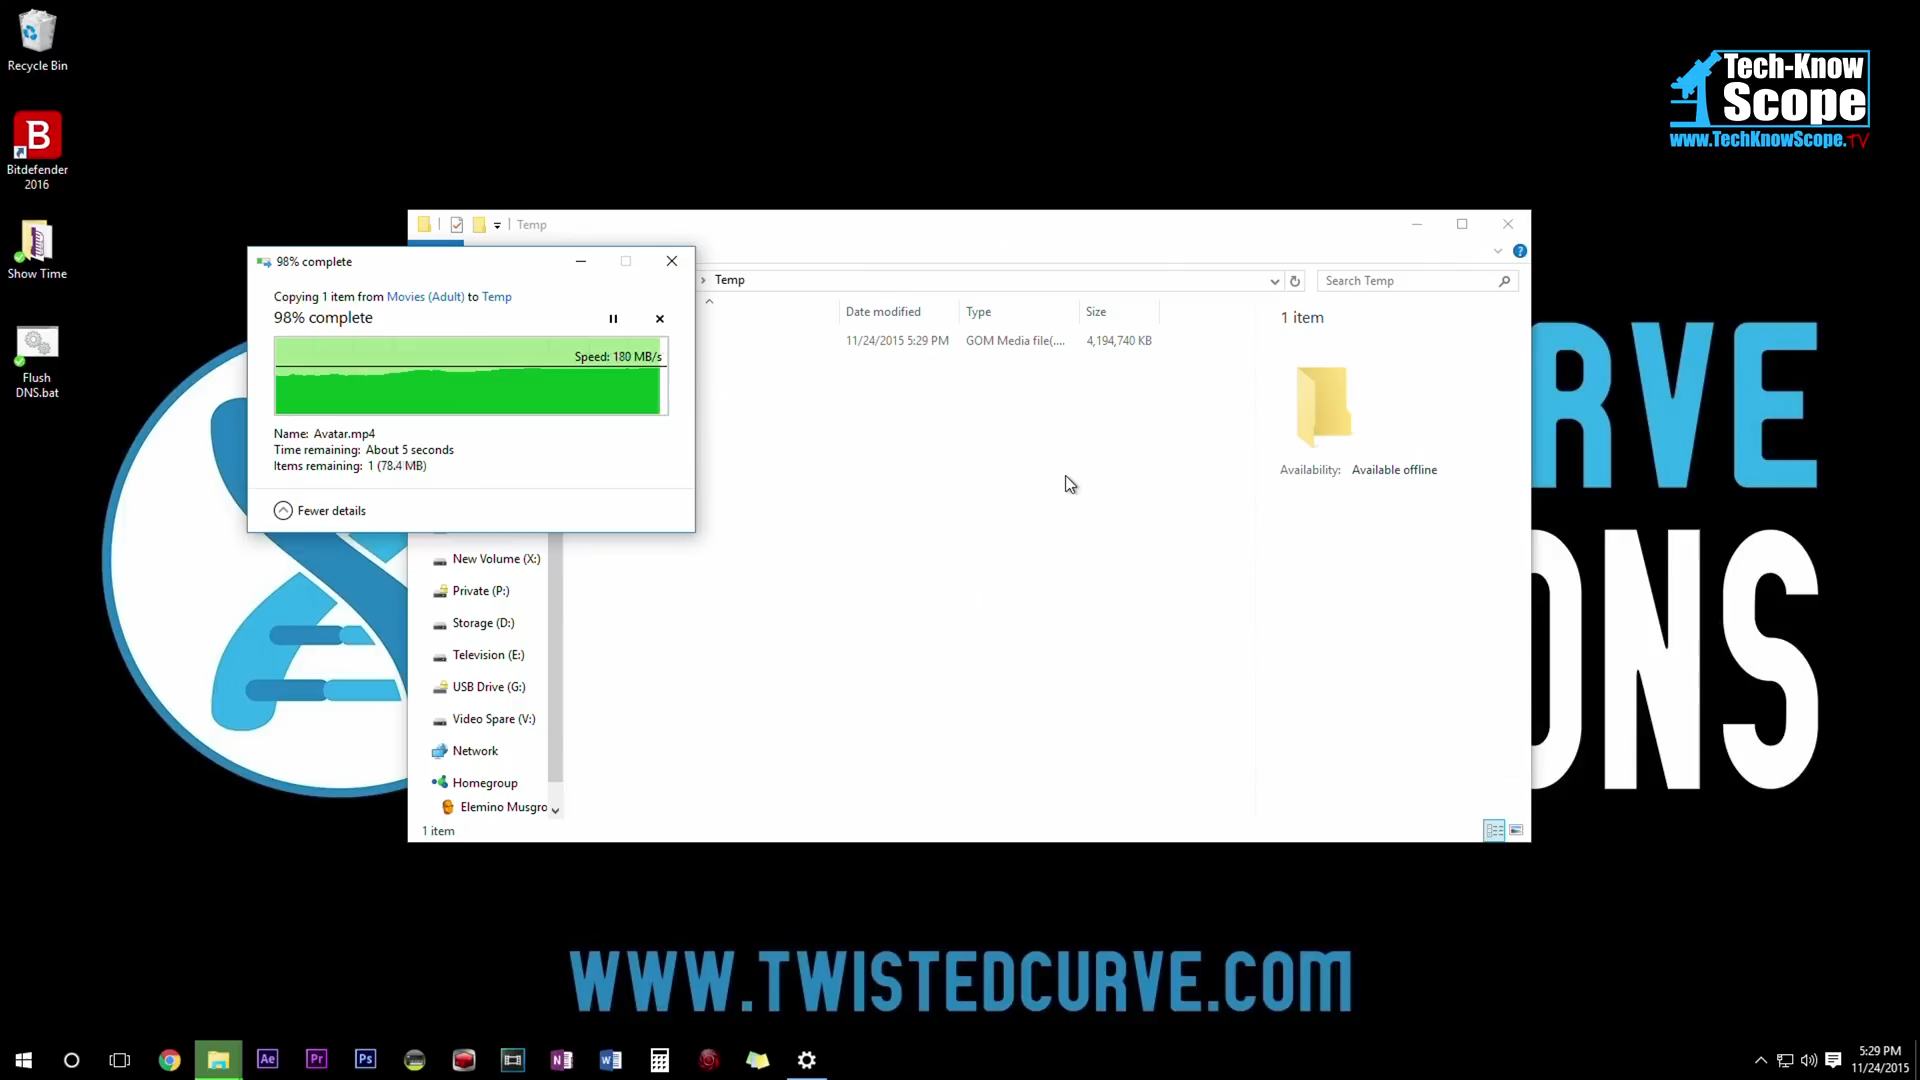 Recycle Bin
Bitdefender
2016
Show Time
Flush
DNS.bat
Tech-Know
Scope
www.TechKnowScope.TV
Temp
98% complete
Copying 1 item from Movies (Adult) to Temp
98% complete
Speed: 180 MB/s
Name: Avatar.mp4
Time remaining: About 5 seconds
Items remaining: 1 (78.4 MB)
Fewer details
Temp
Search Temp
Date modified
Type
Size
11/24/2015 5:29 PM
GOM Media file(....
4,194,740 KB
1 item
Availability: Available offline
New Volume (X:)
Private (P:)
Storage (D:)
Television (E:)
USB Drive (G:)
Video Spare (V:)
Network
Homegroup
Elemino Musgro
1 item
RVE
ONS
WWW.TWISTEDCURVE.COM
Ae
Pr
Ps
5:29 PM
11/24/2015